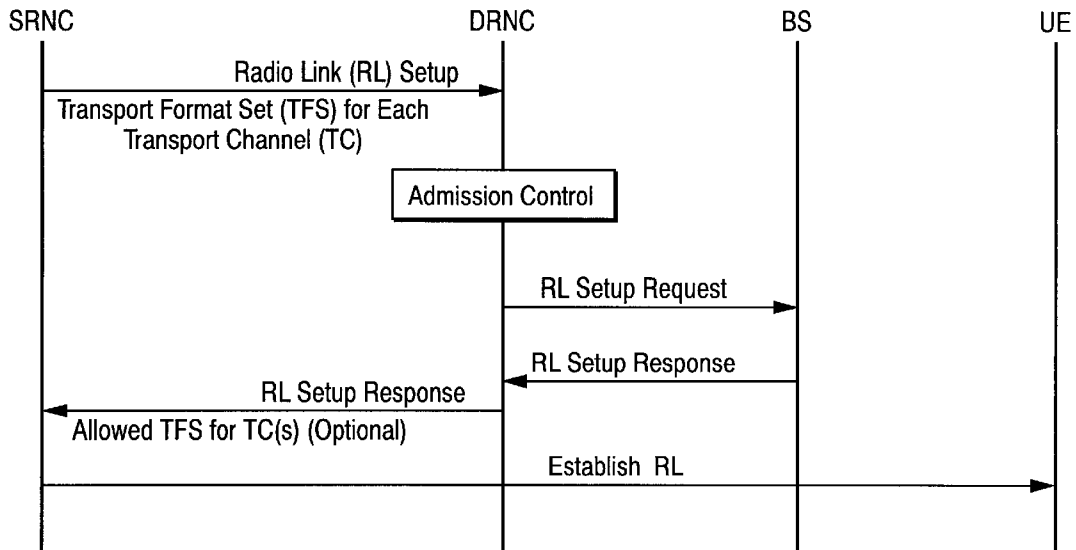 SRNC
DRNC
BS
UE
Radio Link (RL) Setup
Transport Format Set (TFS) for Each
Transport Channel (TC)
Admission Control
RL Setup Request
RL Setup Response
RL Setup Response
Allowed TFS for TC(s) (Optional)
Establish RL